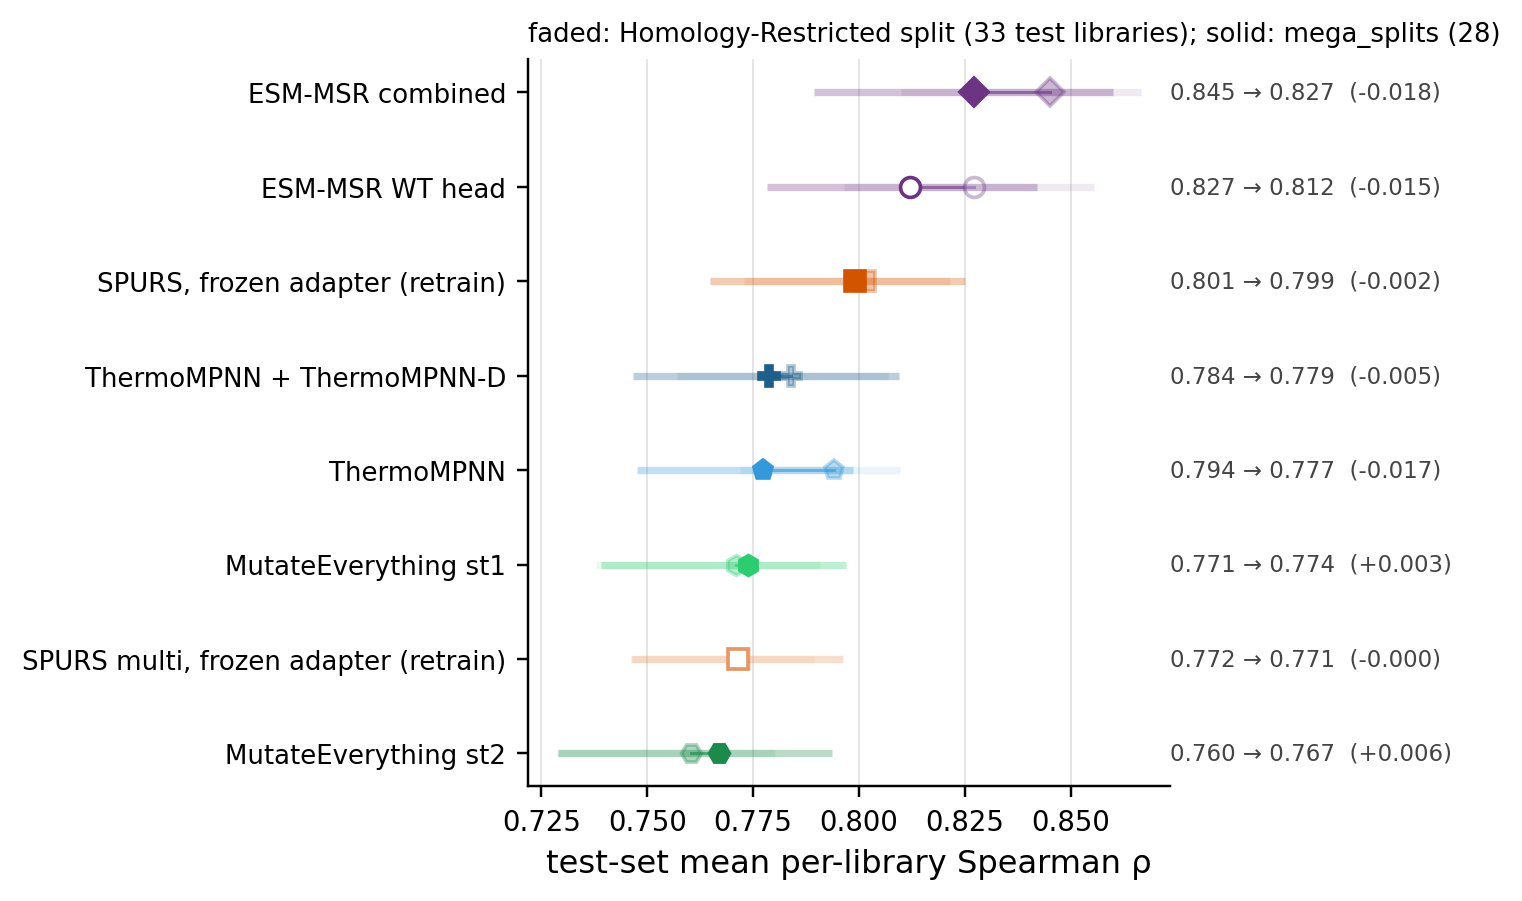 faded: Homology-Restricted split (33 test libraries); solid: mega_splits (28)
ESM-MSR combined 0.845 → 0.827 (-0.018)
ESM-MSR WT head 0.827 → 0.812 (-0.015)
SPURS, frozen adapter (retrain) 0.801 → 0.799 (-0.002)
ThermoMPNN + ThermoMPNN-D 0.784 → 0.779 (-0.005)
ThermoMPNN 0.794 → 0.777 (-0.017)
MutateEverything st1 0.771 → 0.774 (+0.003)
SPURS multi, frozen adapter (retrain) 0.772 → 0.771 (-0.000)
MutateEverything st2 0.760 → 0.767 (+0.006)
0.725 0.750 0.775 0.800 0.825 0.850
test-set mean per-library Spearman ρ